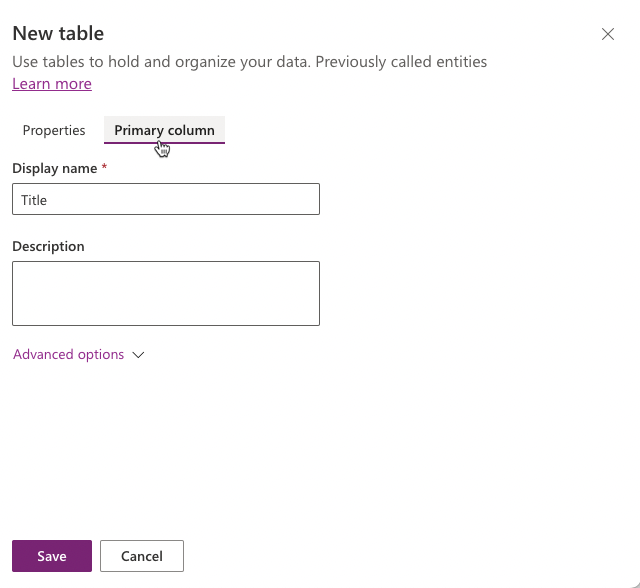 New table
Use tables to hold and organize your data. Previously called entities
Learn more
Properties
Primary column
Display name *
Title
Description
Advanced options
Save
Cancel